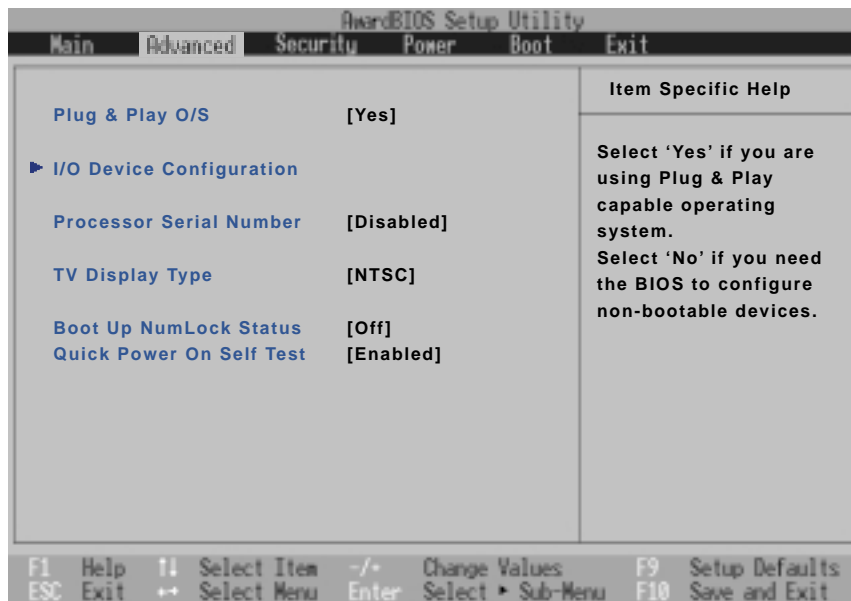 AwardBIOS Setup Utility
Main Advanced Security Power Boot Exit
Item Specific Help
Plug & Play O/S [Yes]
I/O Device Configuration
Processor Serial Number [Disabled]
TV Display Type [NTSC]
Boot Up NumLock Status [Off]
Quick Power On Self Test [Enabled]
Select ‘Yes’ if you are
using Plug & Play
capable operating
system.
Select ‘No’ if you need
the BIOS to configure
non-bootable devices.
F1 Help ↑↓ Select Item -/+ Change Values F9 Setup Defaults
ESC Exit ←→ Select Menu Enter Select ▸ Sub-Menu F10 Save and Exit